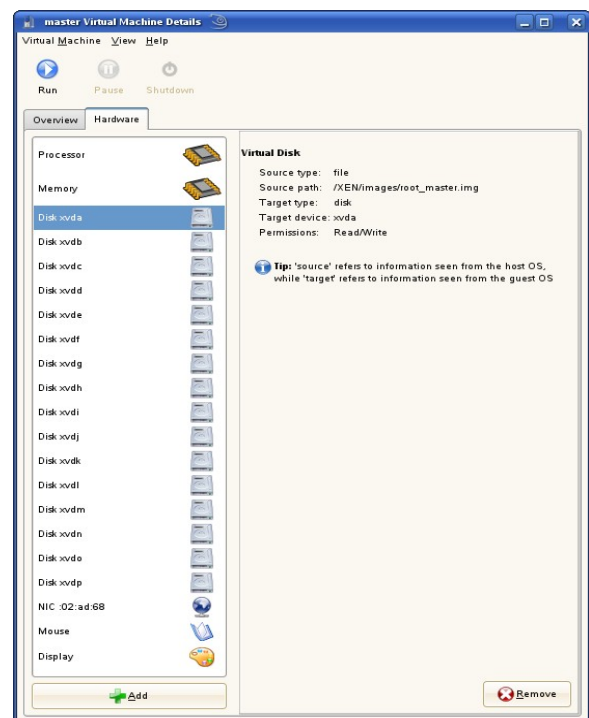 master Virtual Machine Details
Virtual Machine View Help
Run Pause Shutdown
Overview Hardware
Processor
Memory
Disk xvda
Disk xvdb
Disk xvdc
Disk xvdd
Disk xvde
Disk xvdf
Disk xvdg
Disk xvdh
Disk xvdi
Disk xvdj
Disk xvdk
Disk xvdl
Disk xvdm
Disk xvdn
Disk xvdo
Disk xvdp
NIC :02:ad:68
Mouse
Display
Add
Virtual Disk
Source type: file
Source path: /XEN/images/root_master.img
Target type: disk
Target device: xvda
Permissions: Read/Write
Tip: 'source' refers to information seen from the host OS,
while 'target' refers to information seen from the guest OS
Remove